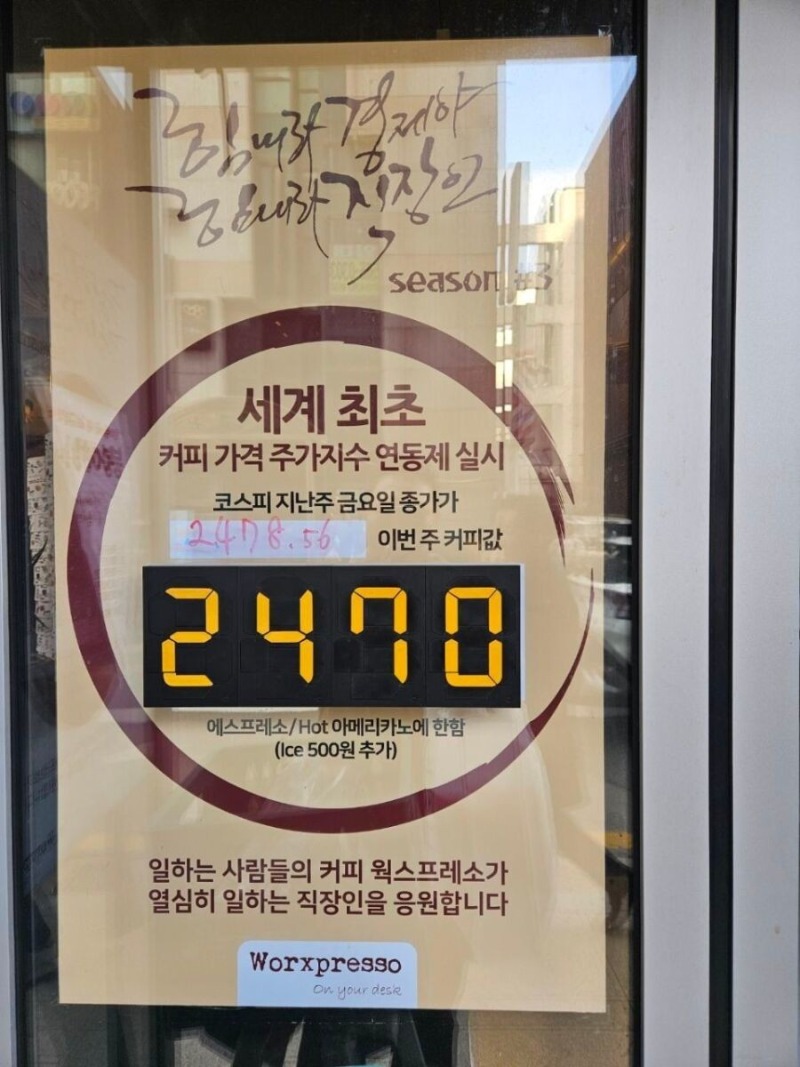 힘내라 경제야
힘내라 직장인
season #3
세계 최초
커피 가격 주가지수 연동제 실시
코스피 지난주 금요일 종가가
2478.56 이번 주 커피값
2470
에스프레소/Hot 아메리카노에 한함
(Ice 500원 추가)
일하는 사람들의 커피 웍스프레소가
열심히 일하는 직장인을 응원합니다
Worxpresso
On your desk